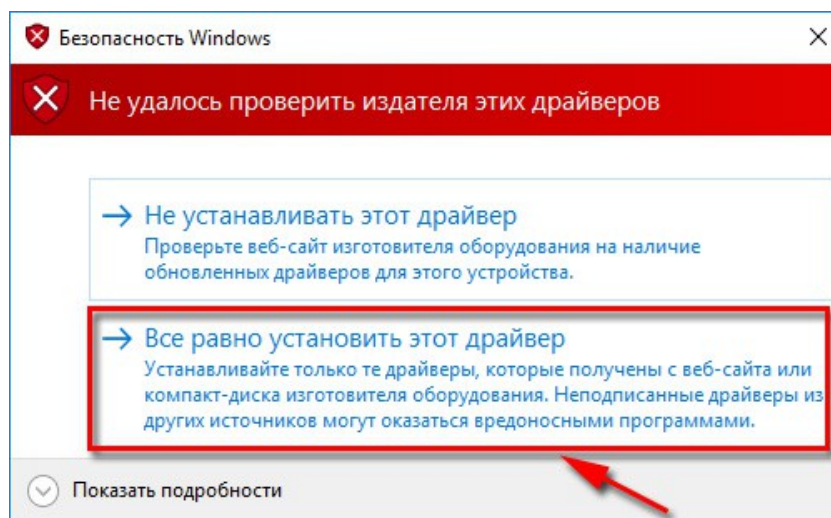 Безопасность Windows
Не удалось проверить издателя этих драйверов
Не устанавливать этот драйвер
Проверьте веб-сайт изготовителя оборудования на наличие
обновленных драйверов для этого устройства.
Все равно установить этот драйвер
Устанавливайте только те драйверы, которые получены с веб-сайта или
компакт-диска изготовителя оборудования. Неподписанные драйверы из
других источников могут оказаться вредоносными программами.
Показать подробности